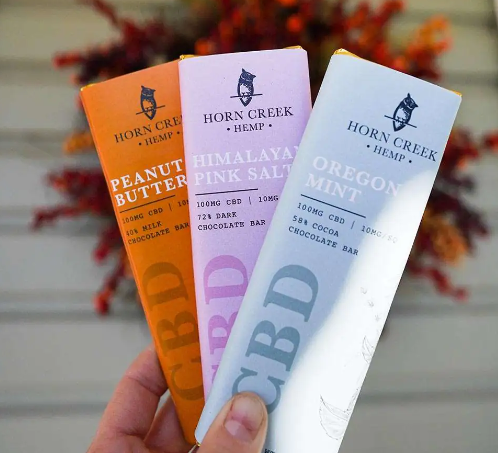 HORN CREEK
• HEMP •
PEANUT
BUTTER
100MG CBD |
40% MILK
CHOCOLATE BAR
CBD
HORN CREEK
• HEMP •
HIMALAYAN
PINK SALT
100MG CBD | 10MG
72% DARK
CHOCOLATE BAR
CBD
HORN CREEK
• HEMP •
OREGON
MINT
100MG CBD | 10MG/SQ
58% COCOA
CHOCOLATE BAR
CBD